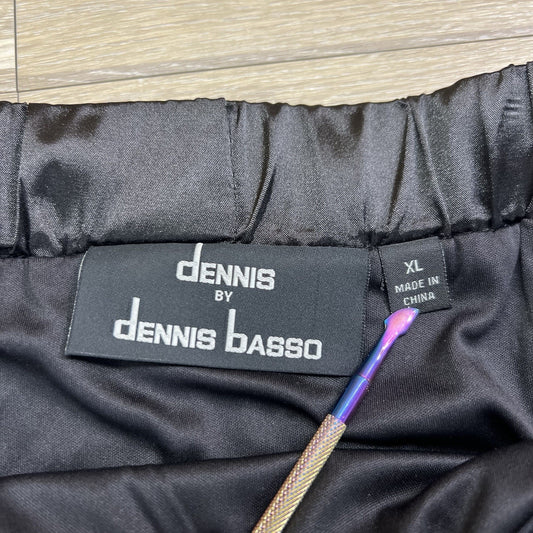 dENNIS
BY
dENNIS bASSO
XL
MADE IN
CHINA